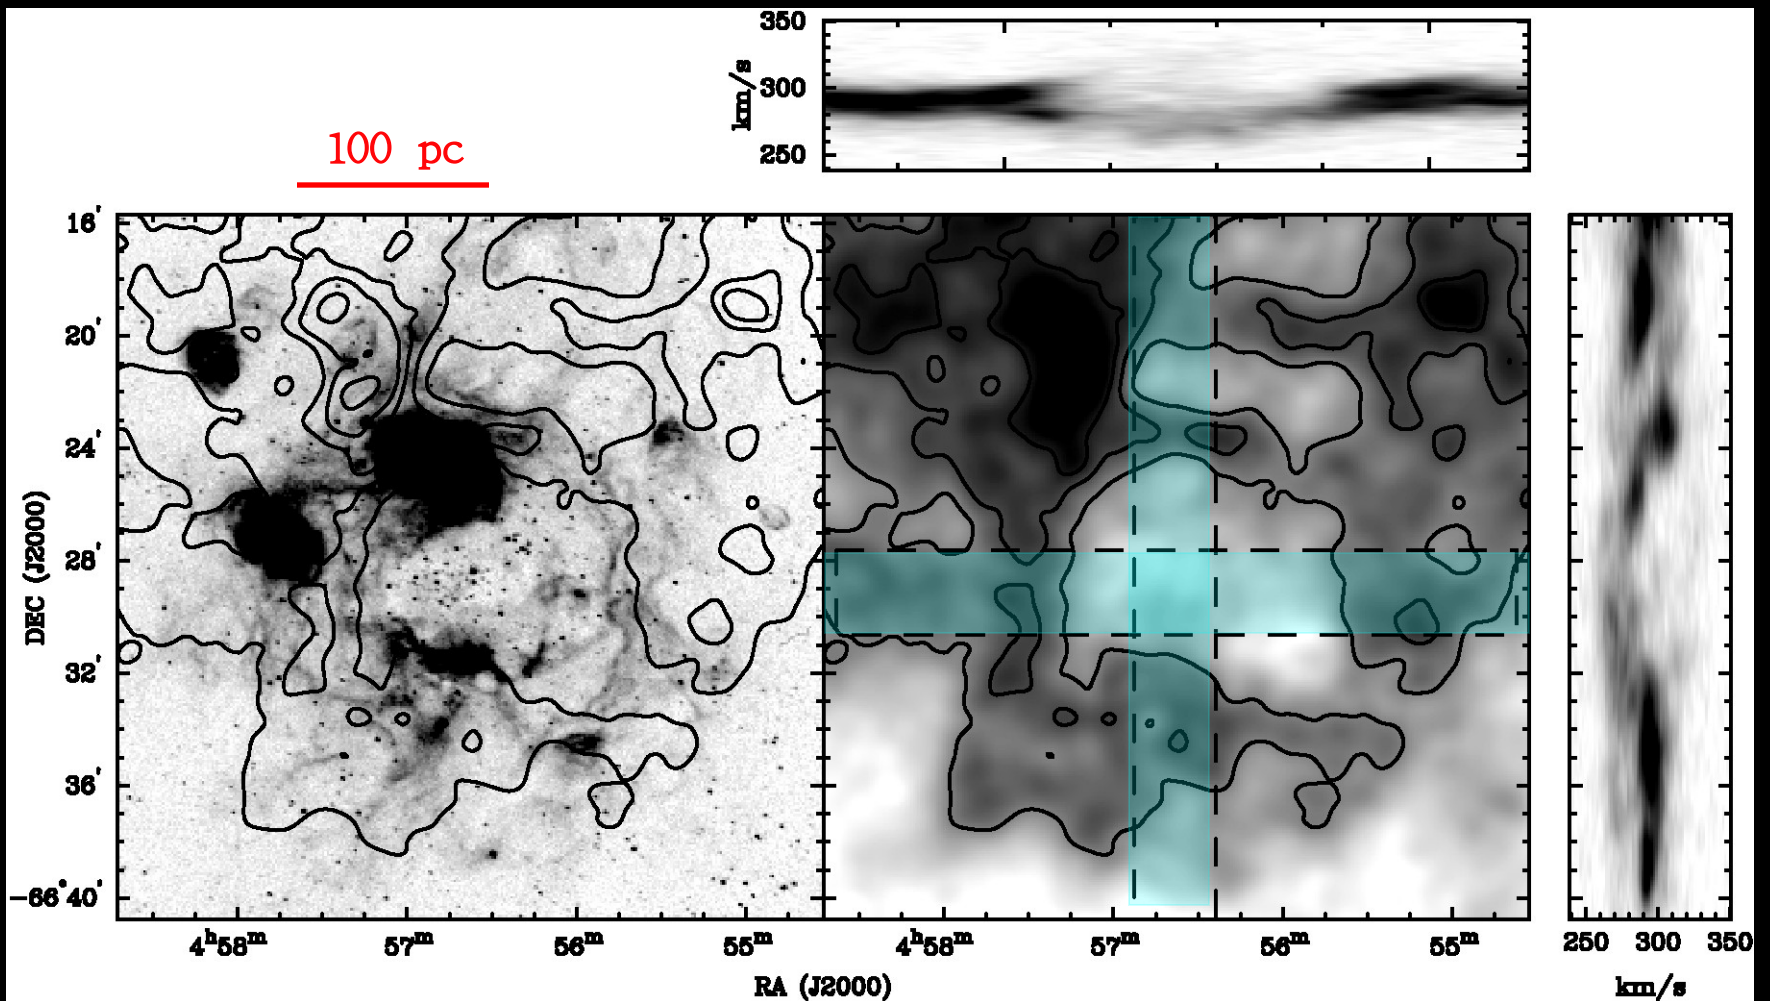 350
300
250
km/s
100 pc
16'
20'
24'
28'
32'
36'
-66°40'
DEC (J2000)
4h58m
57m
56m
55m
4h58m
57m
56m
55m
RA (J2000)
250 300 350
km/s